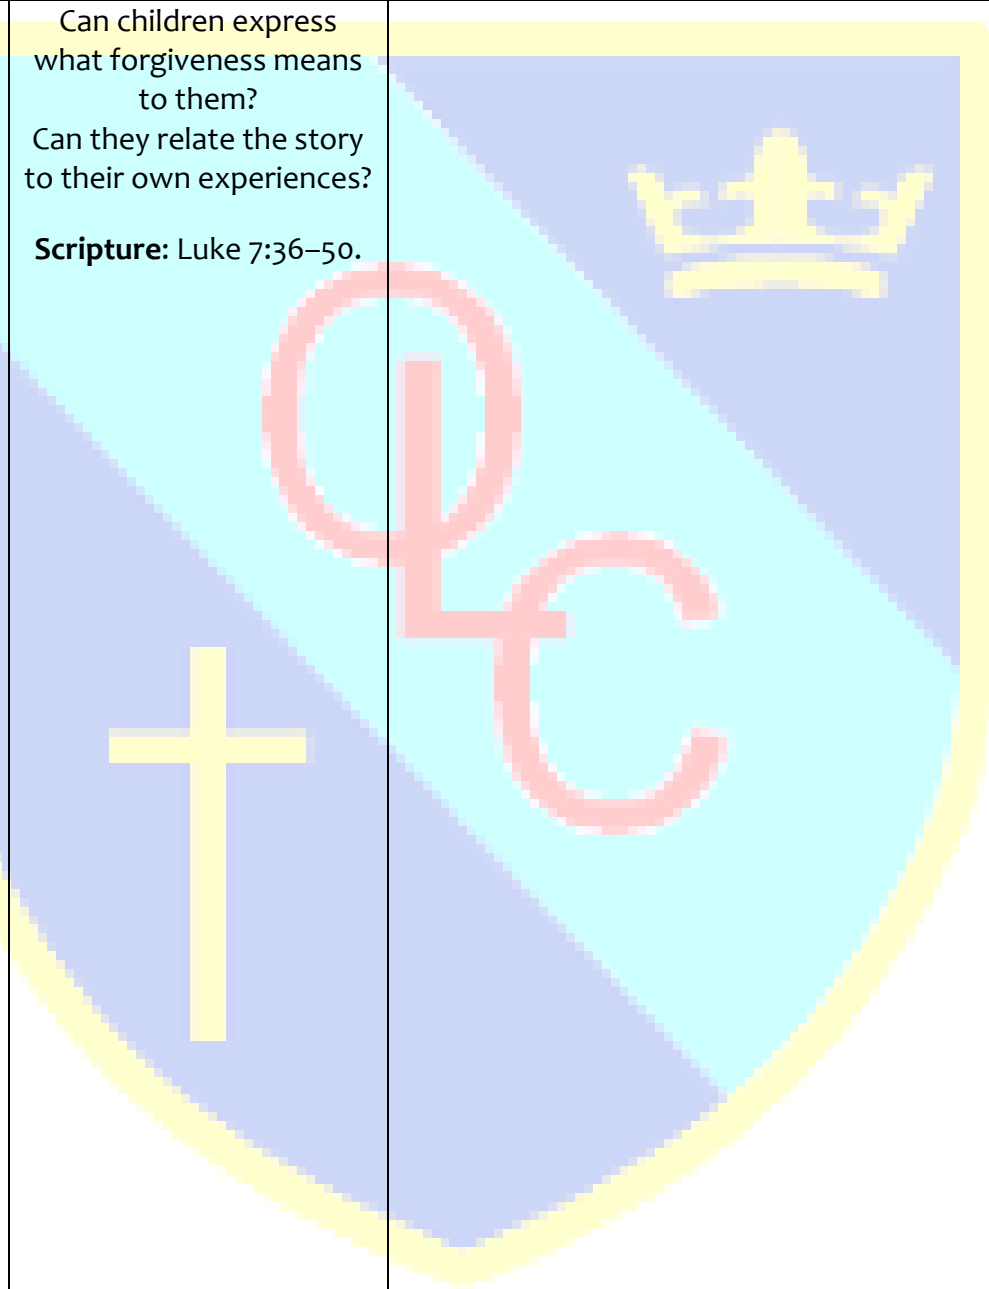 Can children express
what forgiveness means
to them?
Can they relate the story
to their own experiences?
Scripture: Luke 7:36–50.
OLC